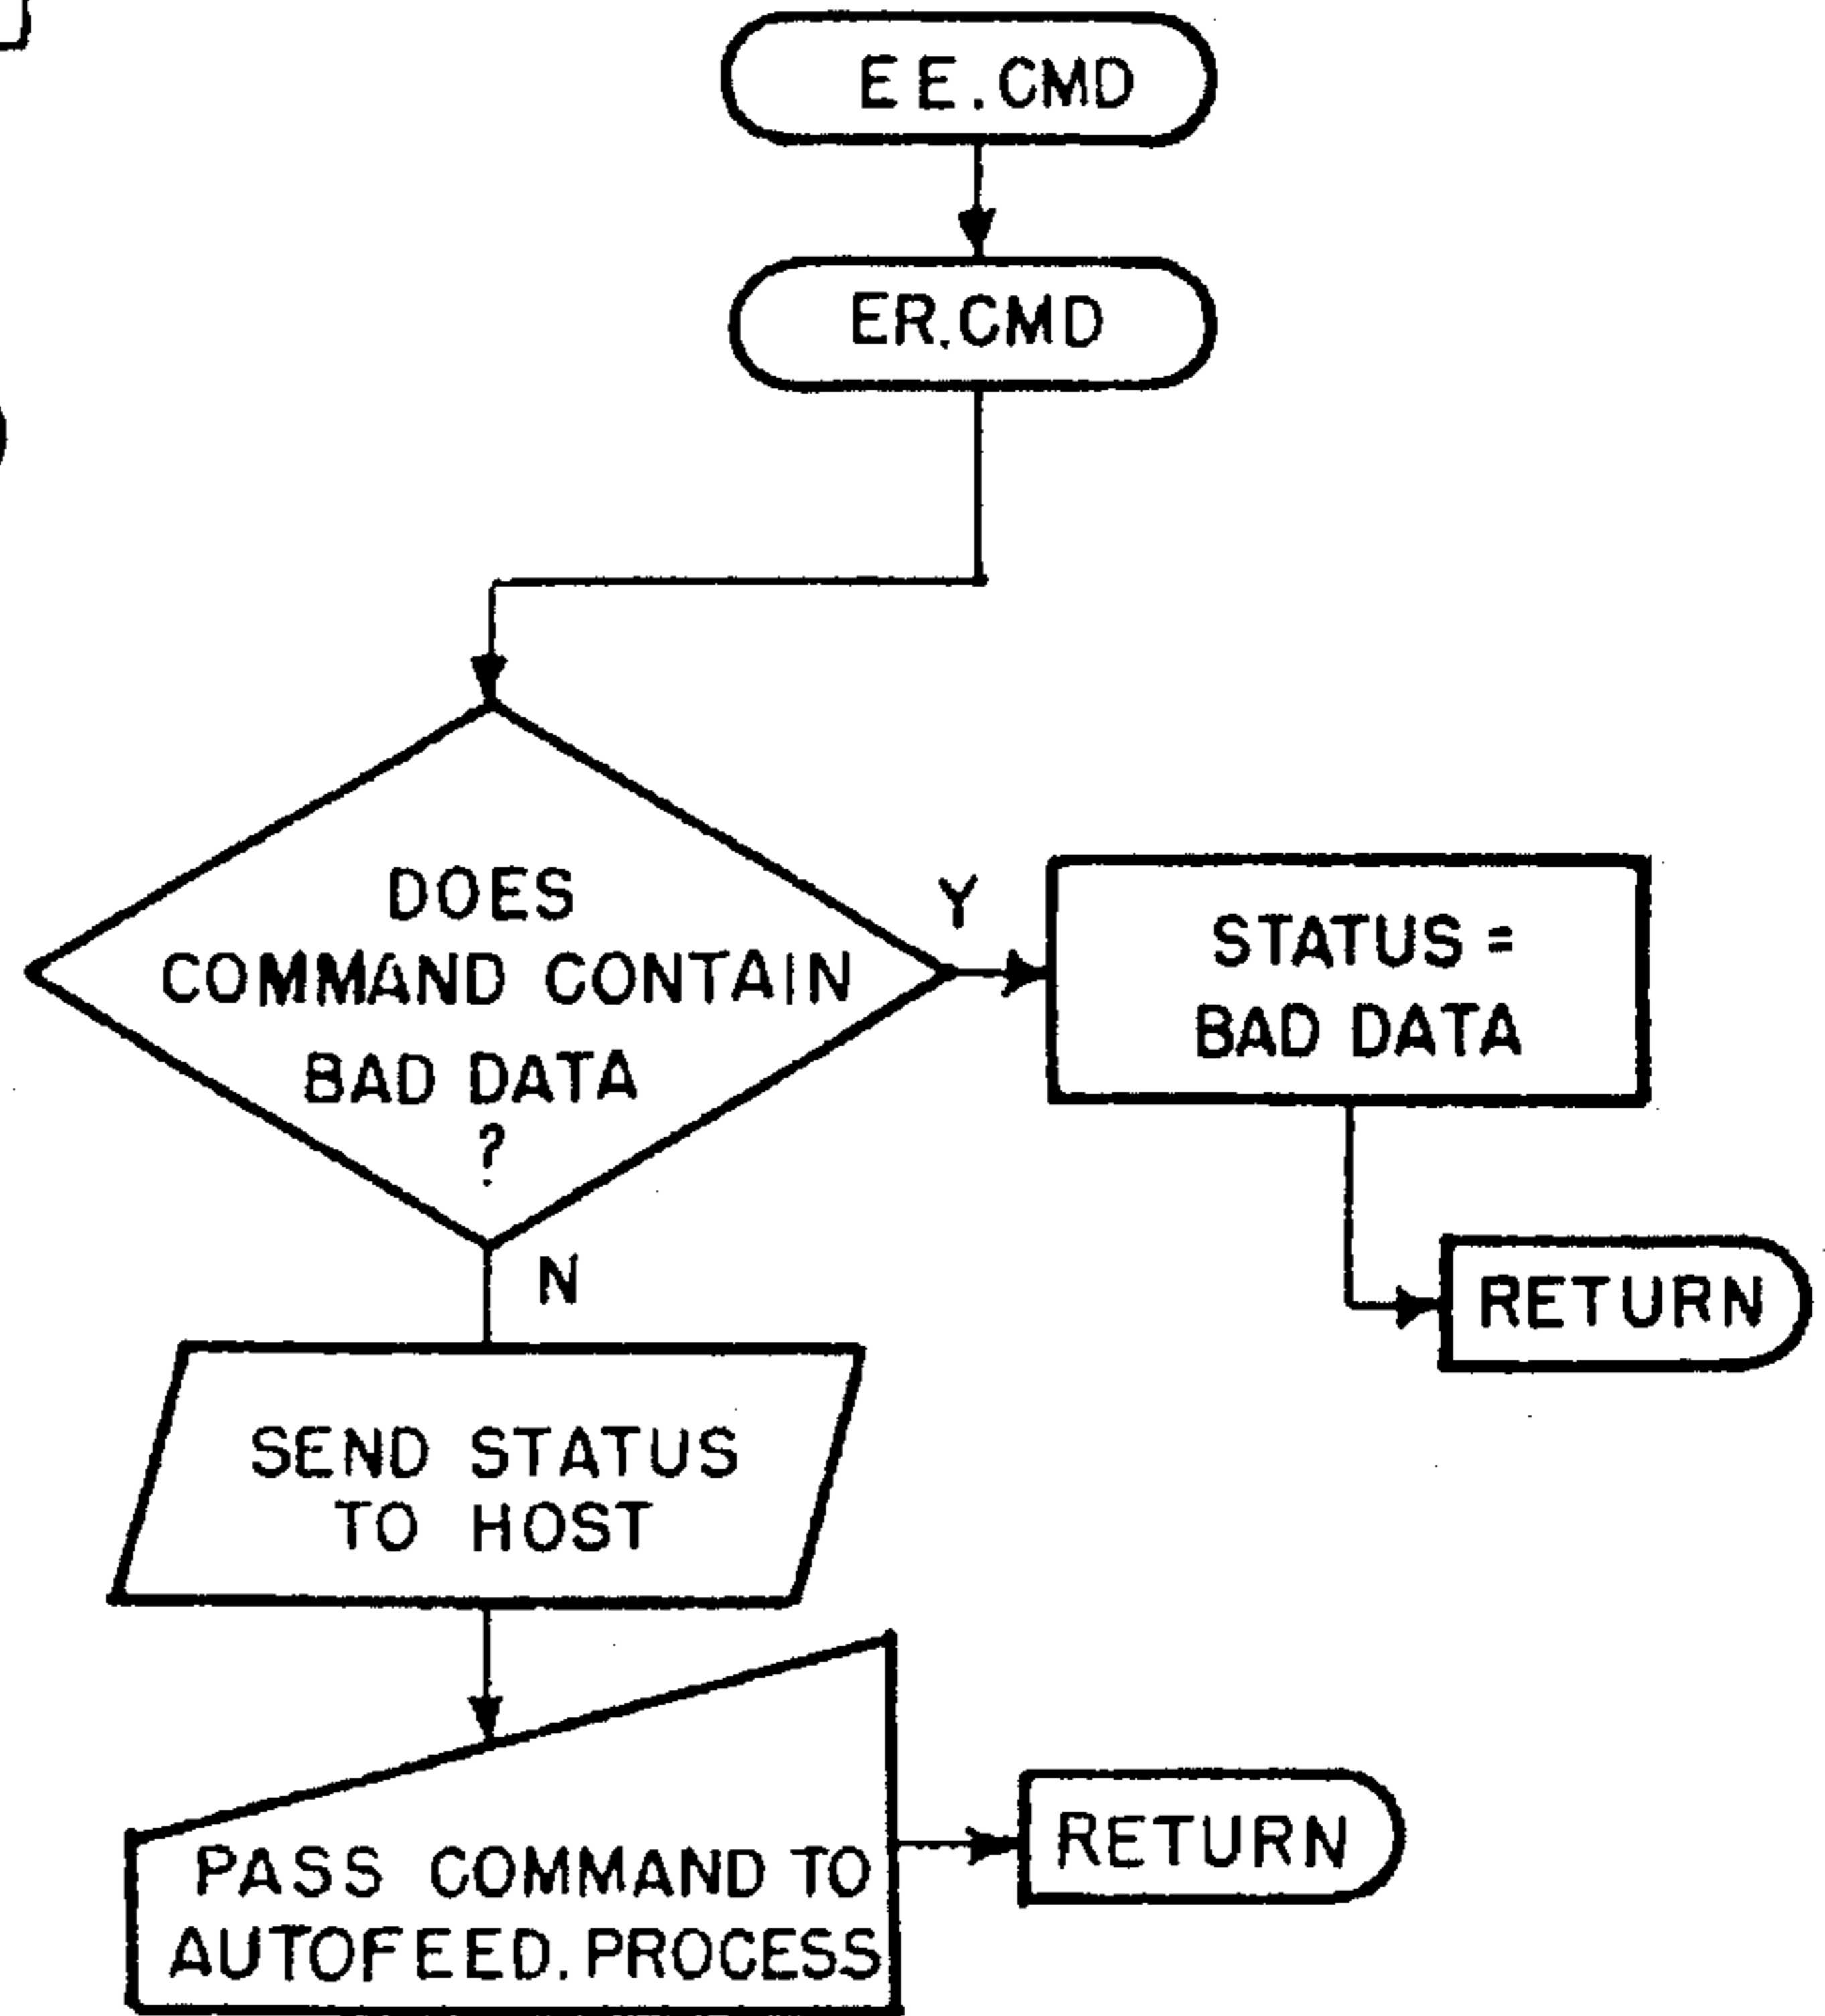 EE.CMD
ER.CMD
DOES
COMMAND CONTAIN
BAD DATA
?
Y
STATUS =
BAD DATA
RETURN
N
SEND STATUS
TO HOST
PASS COMMAND TO
AUTOFEED.PROCESS
RETURN